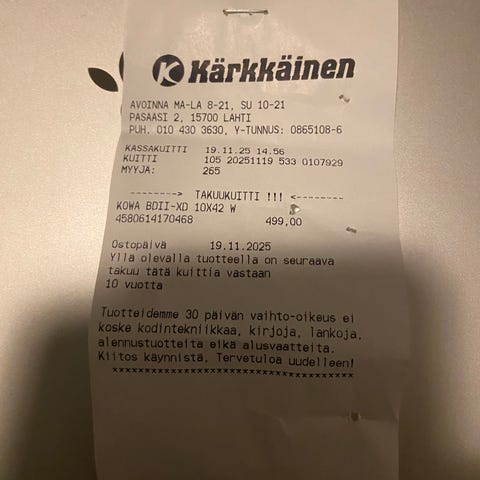 K Kärkkäinen
AVOINNA MA-LA 8-21, SU 10-21
PASAASI 2, 15700 LAHTI
PUH. 010 430 3630, Y-TUNNUS: 0865108-6
KASSAKUITTI 19.11.25 14.56
KUITTI 105 20251119 533 0107929
MYYJA: 265
--------> TAKUUKUITTI !!! <--------
KOWA BDII-XD 10X42 W
4580614170468 499,00
Ostopäivä 19.11.2025
Yllä olevalla tuotteella on seuraava
takuu tätä kuittia vastaan
10 vuotta
Tuotteidemme 30 päivän vaihto-oikeus ei
koske kodintekniikkaa, kirjoja, lankoja,
alennustuotteita eikä alusvaatteita.
Kiitos käynnistä. Tervetuloa uudelleen!
****************************************